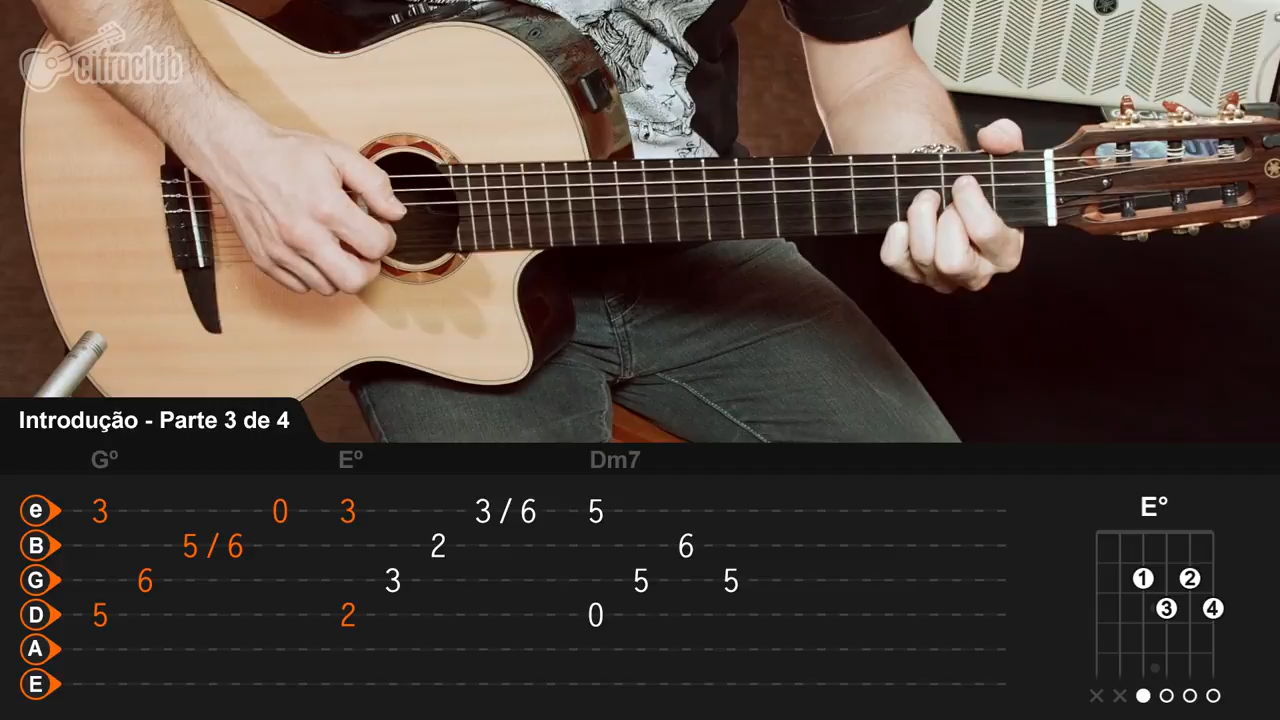 cifraclub
Introdução - Parte 3 de 4
Gº Eº Dm7
e 3 0 3 3 / 6 5
B 5 / 6 2 6
G 6 3 5 5
D 5 2 0
A
E
E°
1 2
3 4
X X